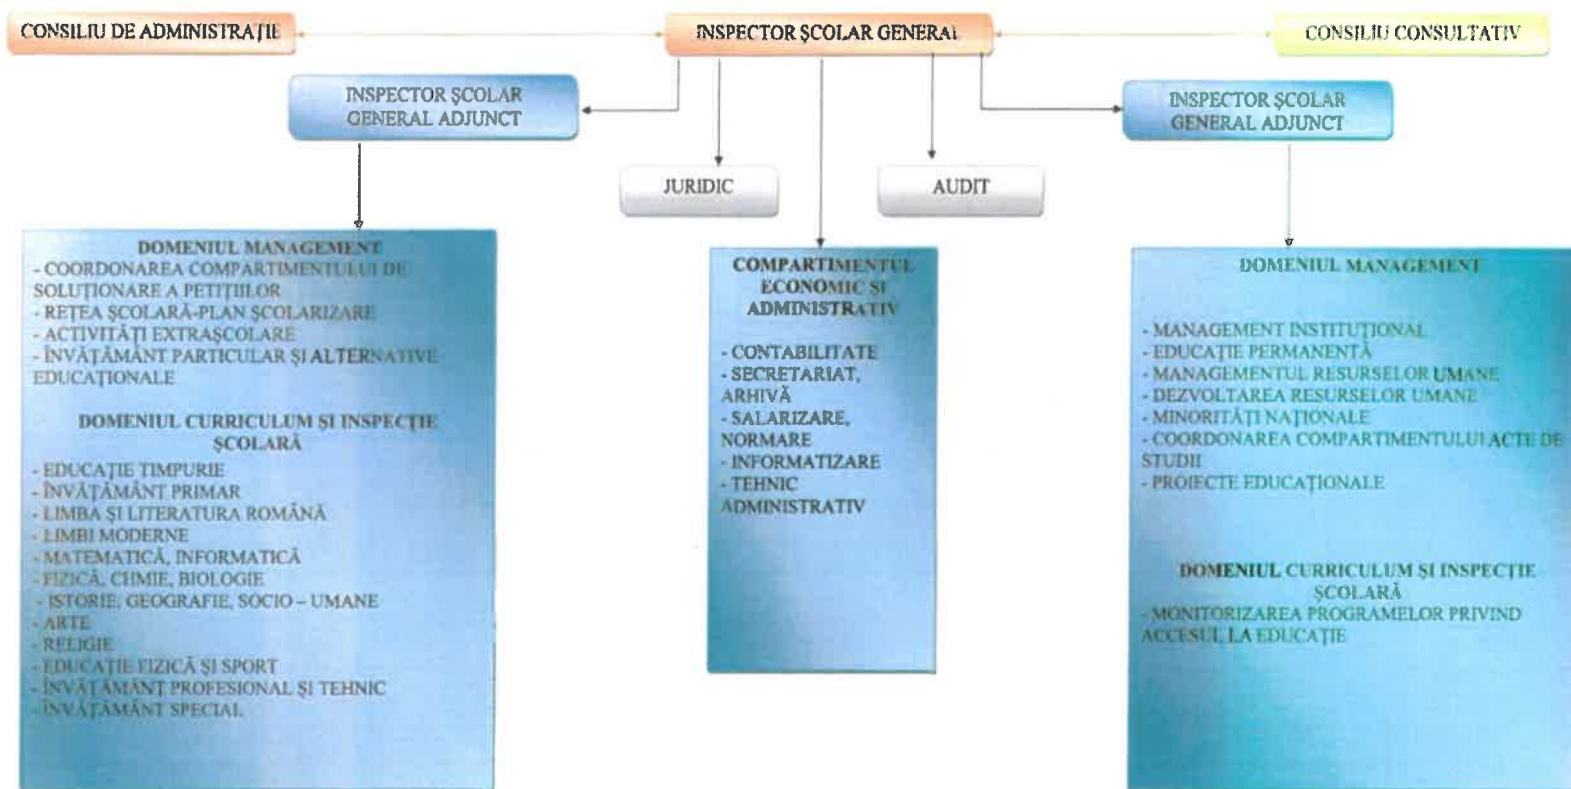 CONSILIU DE ADMINISTRAȚIE
INSPECTOR ȘCOLAR GENERAL
CONSILIU CONSULTATIV
INSPECTOR ȘCOLAR
GENERAL ADJUNCT
INSPECTOR ȘCOLAR
GENERAL ADJUNCT
JURIDIC
AUDIT
DOMENIUL MANAGEMENT
- COORDONAREA COMPARTIMENTULUI DE
SOLUȚIONARE A PETIȚIILOR
- REȚEA ȘCOLARĂ-PLAN ȘCOLARIZARE
- ACTIVITĂȚI EXTRAȘCOLARE
- ÎNVĂȚĂMÂNT PARTICULAR ȘI ALTERNATIVE
EDUCAȚIONALE
DOMENIUL CURRICULUM ȘI INSPECȚIE
ȘCOLARĂ
- EDUCAȚIE TIMPURIE
- ÎNVĂȚĂMÂNT PRIMAR
- LIMBA ȘI LITERATURA ROMÂNĂ
- LIMBI MODERNE
- MATEMATICĂ, INFORMATICĂ
- FIZICĂ, CHMIE, BIOLOGIE
- ISTORIE, GEOGRAFIE, SOCIO – UMANE
- ARTE
- RELIGIE
- EDUCAȚIE FIZICĂ ȘI SPORT
- ÎNVĂȚĂMÂNT PROFESIONAL ȘI TEHNIC
- ÎNVĂȚĂMÂNT SPECIAL
COMPARTIMENTUL
ECONOMIC ȘI
ADMINISTRATIV
- CONTABILITATE
- SECRETARIAT,
ARHIVĂ
- SALARIZARE,
NORMARE
- INFORMATIZARE
- TEHNIC
ADMINISTRATIV
DOMENIUL MANAGEMENT
- MANAGEMENT INSTITUȚIONAL
- EDUCAȚIE PERMANENTĂ
- MANAGEMENTUL RESURSELOR UMANE
- DEZVOLTAREA RESURSELOR UMANE
- MINORITĂȚI NAȚIONALE
- COORDONAREA COMPARTIMENTULUI ACTE DE
STUDII
- PROIECTE EDUCAȚIONALE
DOMENIUL CURRICULUM ȘI INSPECȚIE
ȘCOLARĂ
- MONITORIZAREA PROGRAMELOR PRIVIND
ACCESUL LA EDUCAȚIE